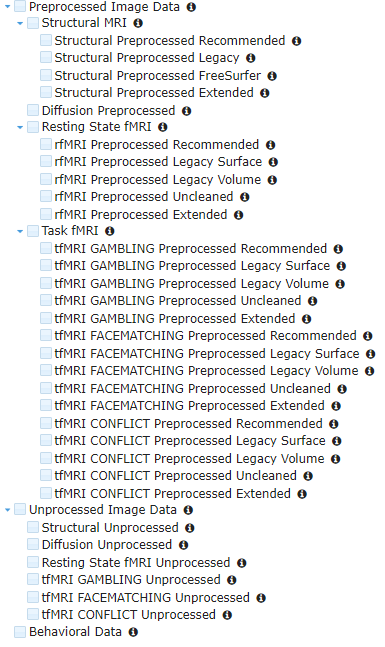 Preprocessed Image Data
Structural MRI
Structural Preprocessed Recommended
Structural Preprocessed Legacy
Structural Preprocessed FreeSurfer
Structural Preprocessed Extended
Diffusion Preprocessed
Resting State fMRI
rfMRI Preprocessed Recommended
rfMRI Preprocessed Legacy Surface
rfMRI Preprocessed Legacy Volume
rfMRI Preprocessed Uncleaned
rfMRI Preprocessed Extended
Task fMRI
tfMRI GAMBLING Preprocessed Recommended
tfMRI GAMBLING Preprocessed Legacy Surface
tfMRI GAMBLING Preprocessed Legacy Volume
tfMRI GAMBLING Preprocessed Uncleaned
tfMRI GAMBLING Preprocessed Extended
tfMRI FACEMATCHING Preprocessed Recommended
tfMRI FACEMATCHING Preprocessed Legacy Surface
tfMRI FACEMATCHING Preprocessed Legacy Volume
tfMRI FACEMATCHING Preprocessed Uncleaned
tfMRI FACEMATCHING Preprocessed Extended
tfMRI CONFLICT Preprocessed Recommended
tfMRI CONFLICT Preprocessed Legacy Surface
tfMRI CONFLICT Preprocessed Legacy Volume
tfMRI CONFLICT Preprocessed Uncleaned
tfMRI CONFLICT Preprocessed Extended
Unprocessed Image Data
Structural Unprocessed
Diffusion Unprocessed
Resting State fMRI Unprocessed
tfMRI GAMBLING Unprocessed
tfMRI FACEMATCHING Unprocessed
tfMRI CONFLICT Unprocessed
Behavioral Data